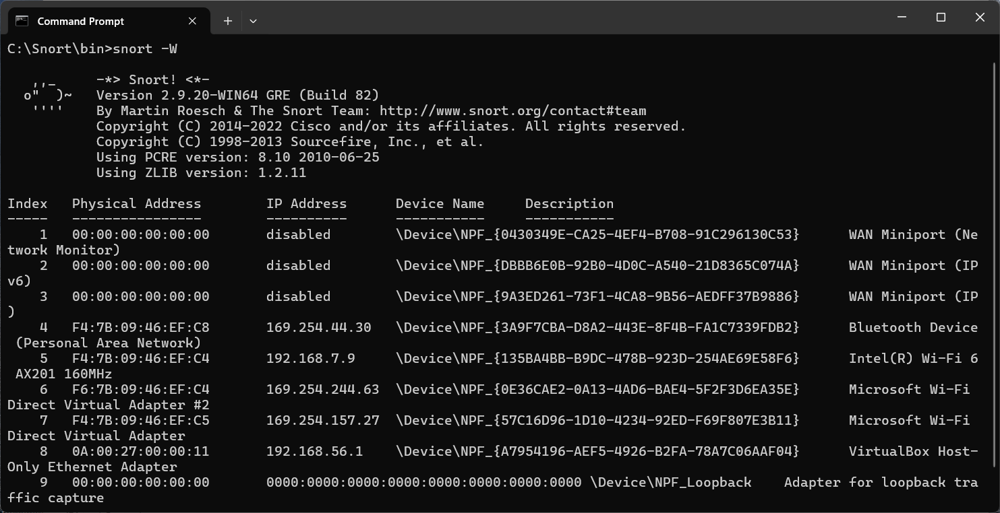 Command Prompt
C:\Snort\bin>snort -W
,,_ -*> Snort! <*-
o" )~ Version 2.9.20-WIN64 GRE (Build 82)
'''' By Martin Roesch & The Snort Team: http://www.snort.org/contact#team
Copyright (C) 2014-2022 Cisco and/or its affiliates. All rights reserved.
Copyright (C) 1998-2013 Sourcefire, Inc., et al.
Using PCRE version: 8.10 2010-06-25
Using ZLIB version: 1.2.11
Index Physical Address IP Address Device Name Description
----- ---------------- ---------- ----------- -----------
1 00:00:00:00:00:00 disabled \Device\NPF_{0430349E-CA25-4EF4-B708-91C296130C53} WAN Miniport (Ne
twork Monitor)
2 00:00:00:00:00:00 disabled \Device\NPF_{DBBB6E0B-92B0-4D0C-A540-21D8365C074A} WAN Miniport (IP
v6)
3 00:00:00:00:00:00 disabled \Device\NPF_{9A3ED261-73F1-4CA8-9B56-AEDFF37B9886} WAN Miniport (IP
)
4 F4:7B:09:46:EF:C8 169.254.44.30 \Device\NPF_{3A9F7CBA-D8A2-443E-8F4B-FA1C7339FDB2} Bluetooth Device
(Personal Area Network)
5 F4:7B:09:46:EF:C4 192.168.7.9 \Device\NPF_{135BA4BB-B9DC-478B-923D-254AE69E58F6} Intel(R) Wi-Fi 6
AX201 160MHz
6 F6:7B:09:46:EF:C4 169.254.244.63 \Device\NPF_{0E36CAE2-0A13-4AD6-BAE4-5F2F3D6EA35E} Microsoft Wi-Fi
Direct Virtual Adapter #2
7 F4:7B:09:46:EF:C5 169.254.157.27 \Device\NPF_{57C16D96-1D10-4234-92ED-F69F807E3B11} Microsoft Wi-Fi
Direct Virtual Adapter
8 0A:00:27:00:00:11 192.168.56.1 \Device\NPF_{A7954196-AEF5-4926-B2FA-78A7C06AAF04} VirtualBox Host-
Only Ethernet Adapter
9 00:00:00:00:00:00 0000:0000:0000:0000:0000:0000:0000:0000 \Device\NPF_Loopback Adapter for loopback tra
ffic capture